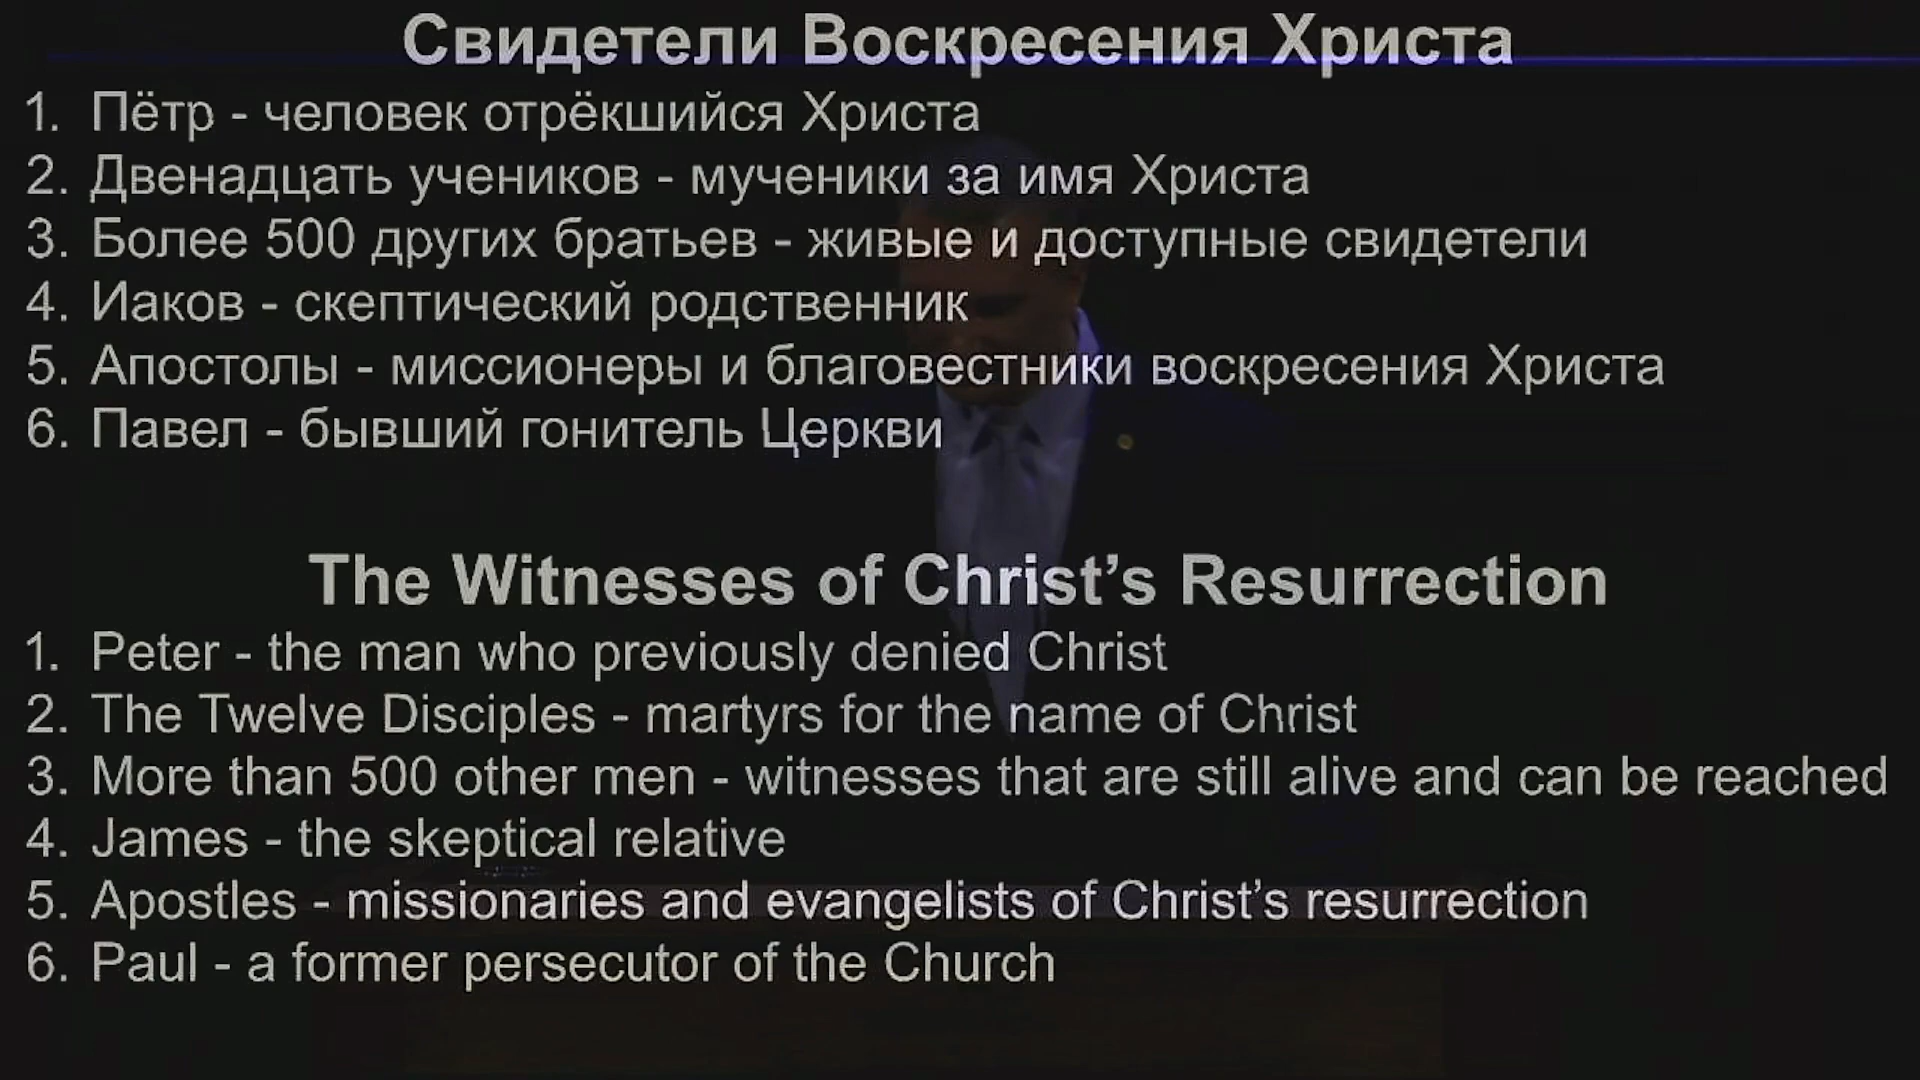 Свидетели Воскресения Христа
1. Пётр - человек отрёкшийся Христа
2. Двенадцать учеников - мученики за имя Христа
3. Более 500 других братьев - живые и доступные свидетели
4. Иаков - скептический родственник
5. Апостолы - миссионеры и благовестники воскресения Христа
6. Павел - бывший гонитель Церкви
The Witnesses of Christ’s Resurrection
1. Peter - the man who previously denied Christ
2. The Twelve Disciples - martyrs for the name of Christ
3. More than 500 other men - witnesses that are still alive and can be reached
4. James - the skeptical relative
5. Apostles - missionaries and evangelists of Christ’s resurrection
6. Paul - a former persecutor of the Church